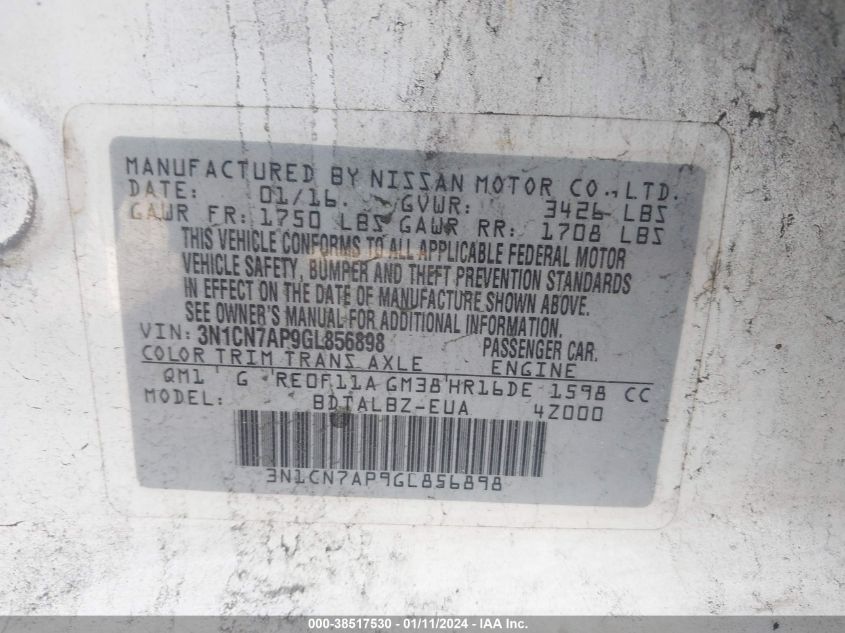 MANUFACTURED BY NISSAN MOTOR CO., LTD.
DATE: 01/16. GVWR: 3426 LBS
GAWR FR: 1750 LBS GAWR RR: 1708 LBS
THIS VEHICLE CONFORMS TO ALL APPLICABLE FEDERAL MOTOR
VEHICLE SAFETY, BUMPER AND THEFT PREVENTION STANDARDS
IN EFFECT ON THE DATE OF MANUFACTURE SHOWN ABOVE.
SEE OWNER'S MANUAL FOR ADDITIONAL INFORMATION.
VIN: 3N1CN7AP9GL856898 PASSENGER CAR.
COLOR TRIM TRANS AXLE ENGINE
QM1 G RE0F11A GM38 HR16DE 1598 CC
MODEL: BDTALBZ-EUA 4Z000
3N1CN7AP9GL856898
000-38517530 - 01/11/2024 - IAA, Inc.